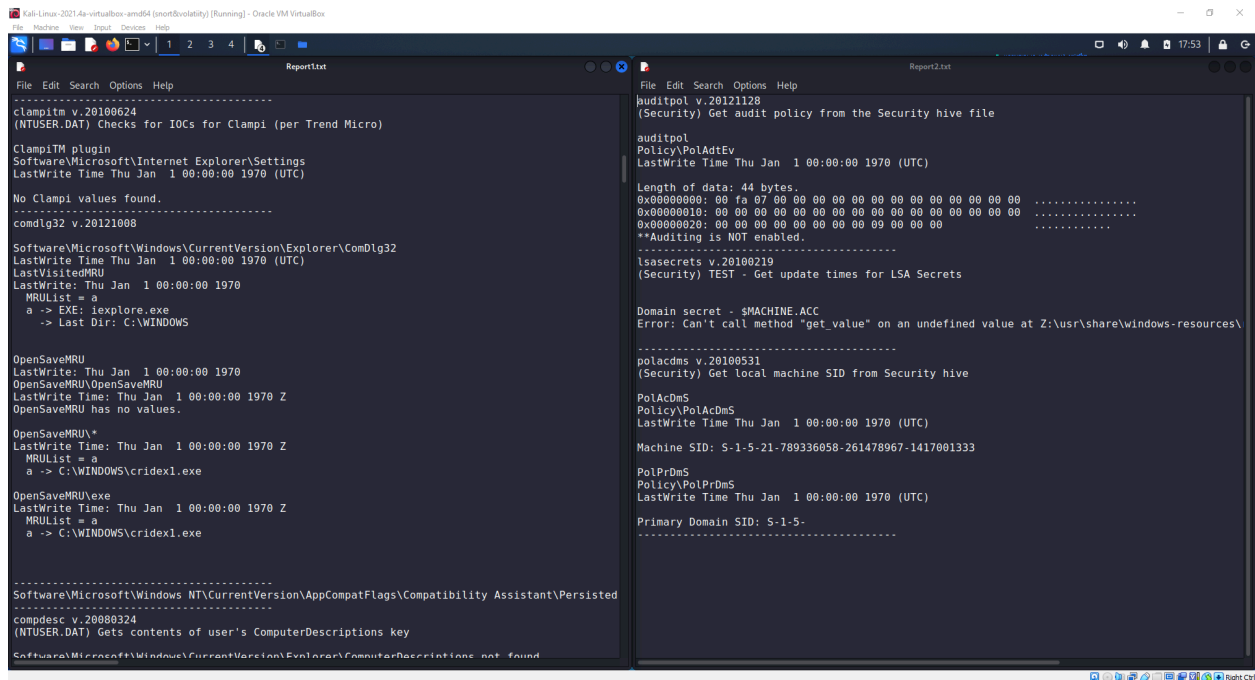 Kali-Linux-2021.4a-virtualbox-amd64 (snort&volatiity) [Running] - Oracle VM VirtualBox
File Machine View Input Devices Help
1 2 3 4
17:53
Report1.txt
File Edit Search Options Help
----------------------------------------
clampitm v.20100624
(NTUSER.DAT) Checks for IOCs for Clampi (per Trend Micro)
ClampiTM plugin
Software\Microsoft\Internet Explorer\Settings
LastWrite Time Thu Jan  1 00:00:00 1970 (UTC)
No Clampi values found.
----------------------------------------
comdlg32 v.20121008
Software\Microsoft\Windows\CurrentVersion\Explorer\ComDlg32
LastWrite Time Thu Jan  1 00:00:00 1970 (UTC)
LastVisitedMRU
LastWrite: Thu Jan  1 00:00:00 1970
  MRUList = a
  a -> EXE: iexplore.exe
    -> Last Dir: C:\WINDOWS
OpenSaveMRU
LastWrite: Thu Jan  1 00:00:00 1970
OpenSaveMRU\OpenSaveMRU
LastWrite Time: Thu Jan  1 00:00:00 1970 Z
OpenSaveMRU has no values.
OpenSaveMRU\*
LastWrite Time: Thu Jan  1 00:00:00 1970 Z
  MRUList = a
  a -> C:\WINDOWS\cridex1.exe
OpenSaveMRU\exe
LastWrite Time: Thu Jan  1 00:00:00 1970 Z
  MRUList = a
  a -> C:\WINDOWS\cridex1.exe
----------------------------------------
Software\Microsoft\Windows NT\CurrentVersion\AppCompatFlags\Compatibility Assistant\Persisted
----------------------------------------
compdesc v.20080324
(NTUSER.DAT) Gets contents of user's ComputerDescriptions key
Software\Microsoft\Windows\CurrentVersion\Explorer\ComputerDescriptions not found
Report2.txt
File Edit Search Options Help
auditpol v.20121128
(Security) Get audit policy from the Security hive file
auditpol
Policy\PolAdtEv
LastWrite Time Thu Jan  1 00:00:00 1970 (UTC)
Length of data: 44 bytes.
0x00000000: 00 fa 07 00 00 00 00 00 00 00 00 00 00 00 00 00  ................
0x00000010: 00 00 00 00 00 00 00 00 00 00 00 00 00 00 00 00  ................
0x00000020: 00 00 00 00 00 00 00 00 09 00 00 00              ............
**Auditing is NOT enabled.
----------------------------------------
lsasecrets v.20100219
(Security) TEST - Get update times for LSA Secrets
Domain secret - $MACHINE.ACC
Error: Can't call method "get_value" on an undefined value at Z:\usr\share\windows-resources\
----------------------------------------
polacdms v.20100531
(Security) Get local machine SID from Security hive
PolAcDmS
Policy\PolAcDmS
LastWrite Time Thu Jan  1 00:00:00 1970 (UTC)
Machine SID: S-1-5-21-789336058-261478967-1417001333
PolPrDmS
Policy\PolPrDmS
LastWrite Time Thu Jan  1 00:00:00 1970 (UTC)
Primary Domain SID: S-1-5-
----------------------------------------
Right Ctrl